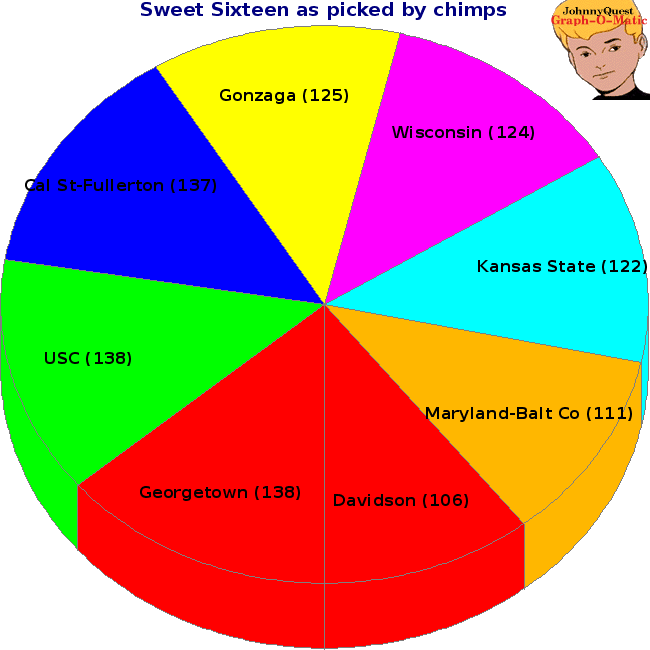 Sweet Sixteen as picked by chimps
JohnnyQuest
Graph-O-Matic
Gonzaga (125)
Wisconsin (124)
Cal St-Fullerton (137)
Kansas State (122)
USC (138)
Maryland-Balt Co (111)
Georgetown (138)
Davidson (106)